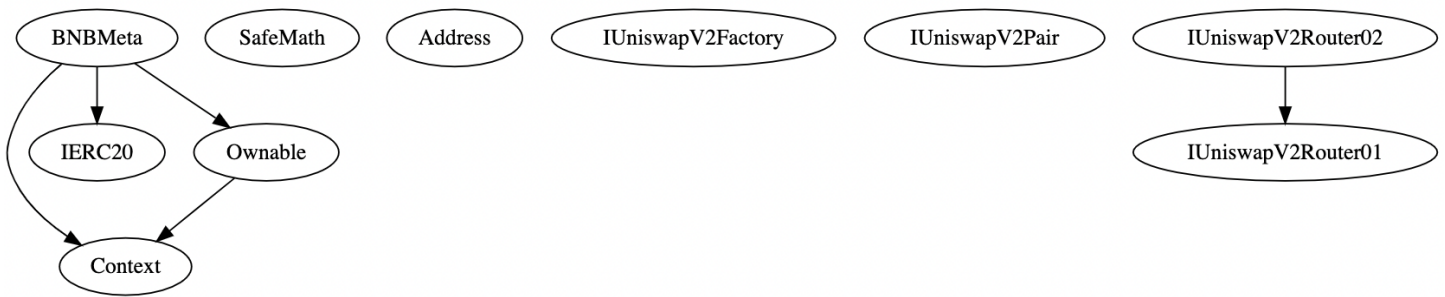 BNBMeta
SafeMath
Address
IUniswapV2Factory
IUniswapV2Pair
IUniswapV2Router02
IERC20
Ownable
IUniswapV2Router01
Context